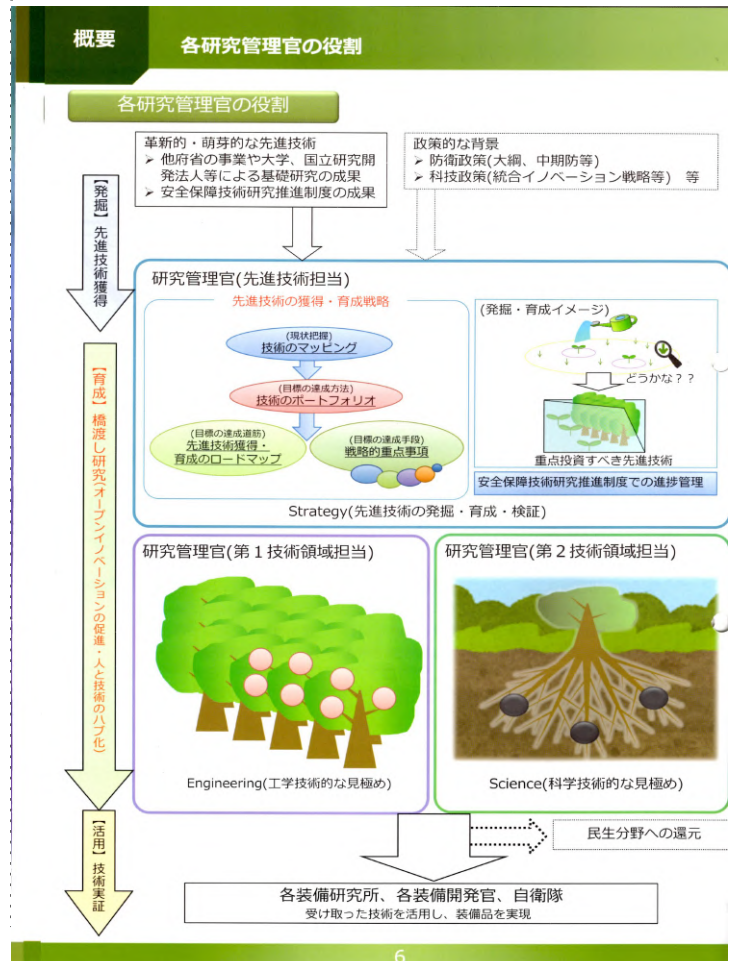 概要
各研究管理官の役割
各研究管理官の役割
革新的・萌芽的な先進技術
➢ 他府省の事業や大学、国立研究開
発法人等による基礎研究の成果
➢ 安全保障技術研究推進制度の成果
政策的な背景
➢ 防衛政策(大綱、中期防等)
➢ 科技政策(統合イノベーション戦略等) 等
【発掘】先進技術獲得
研究管理官(先進技術担当)
先進技術の獲得・育成戦略
(現状把握)
技術のマッピング
(目標の達成方法)
技術のポートフォリオ
(目標の達成道筋)
先進技術獲得・
育成のロードマップ
(目標の達成手段)
戦略的重点事項
(発掘・育成イメージ)
どうかな？？
重点投資すべき先進技術
安全保障技術研究推進制度での進捗管理
Strategy(先進技術の発掘・育成・検証)
【育成】橋渡し研究(オープンイノベーションの促進・人と技術のハブ化)
研究管理官(第１技術領域担当)
Engineering(工学技術的な見極め)
研究管理官(第２技術領域担当)
Science(科学技術的な見極め)
【活用】技術実証
民生分野への還元
各装備研究所、各装備開発官、自衛隊
受け取った技術を活用し、装備品を実現
6